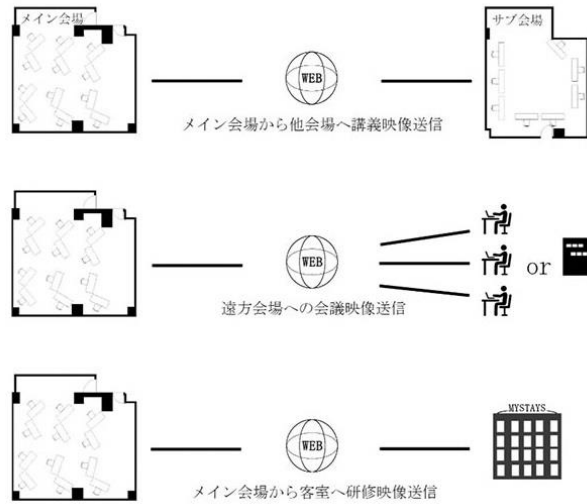 メイン会場
サブ会場
WEB
メイン会場から他会場へ講義映像送信
WEB
or
遠方会場への会議映像送信
MYSTAYS
WEB
メイン会場から客室へ研修映像送信